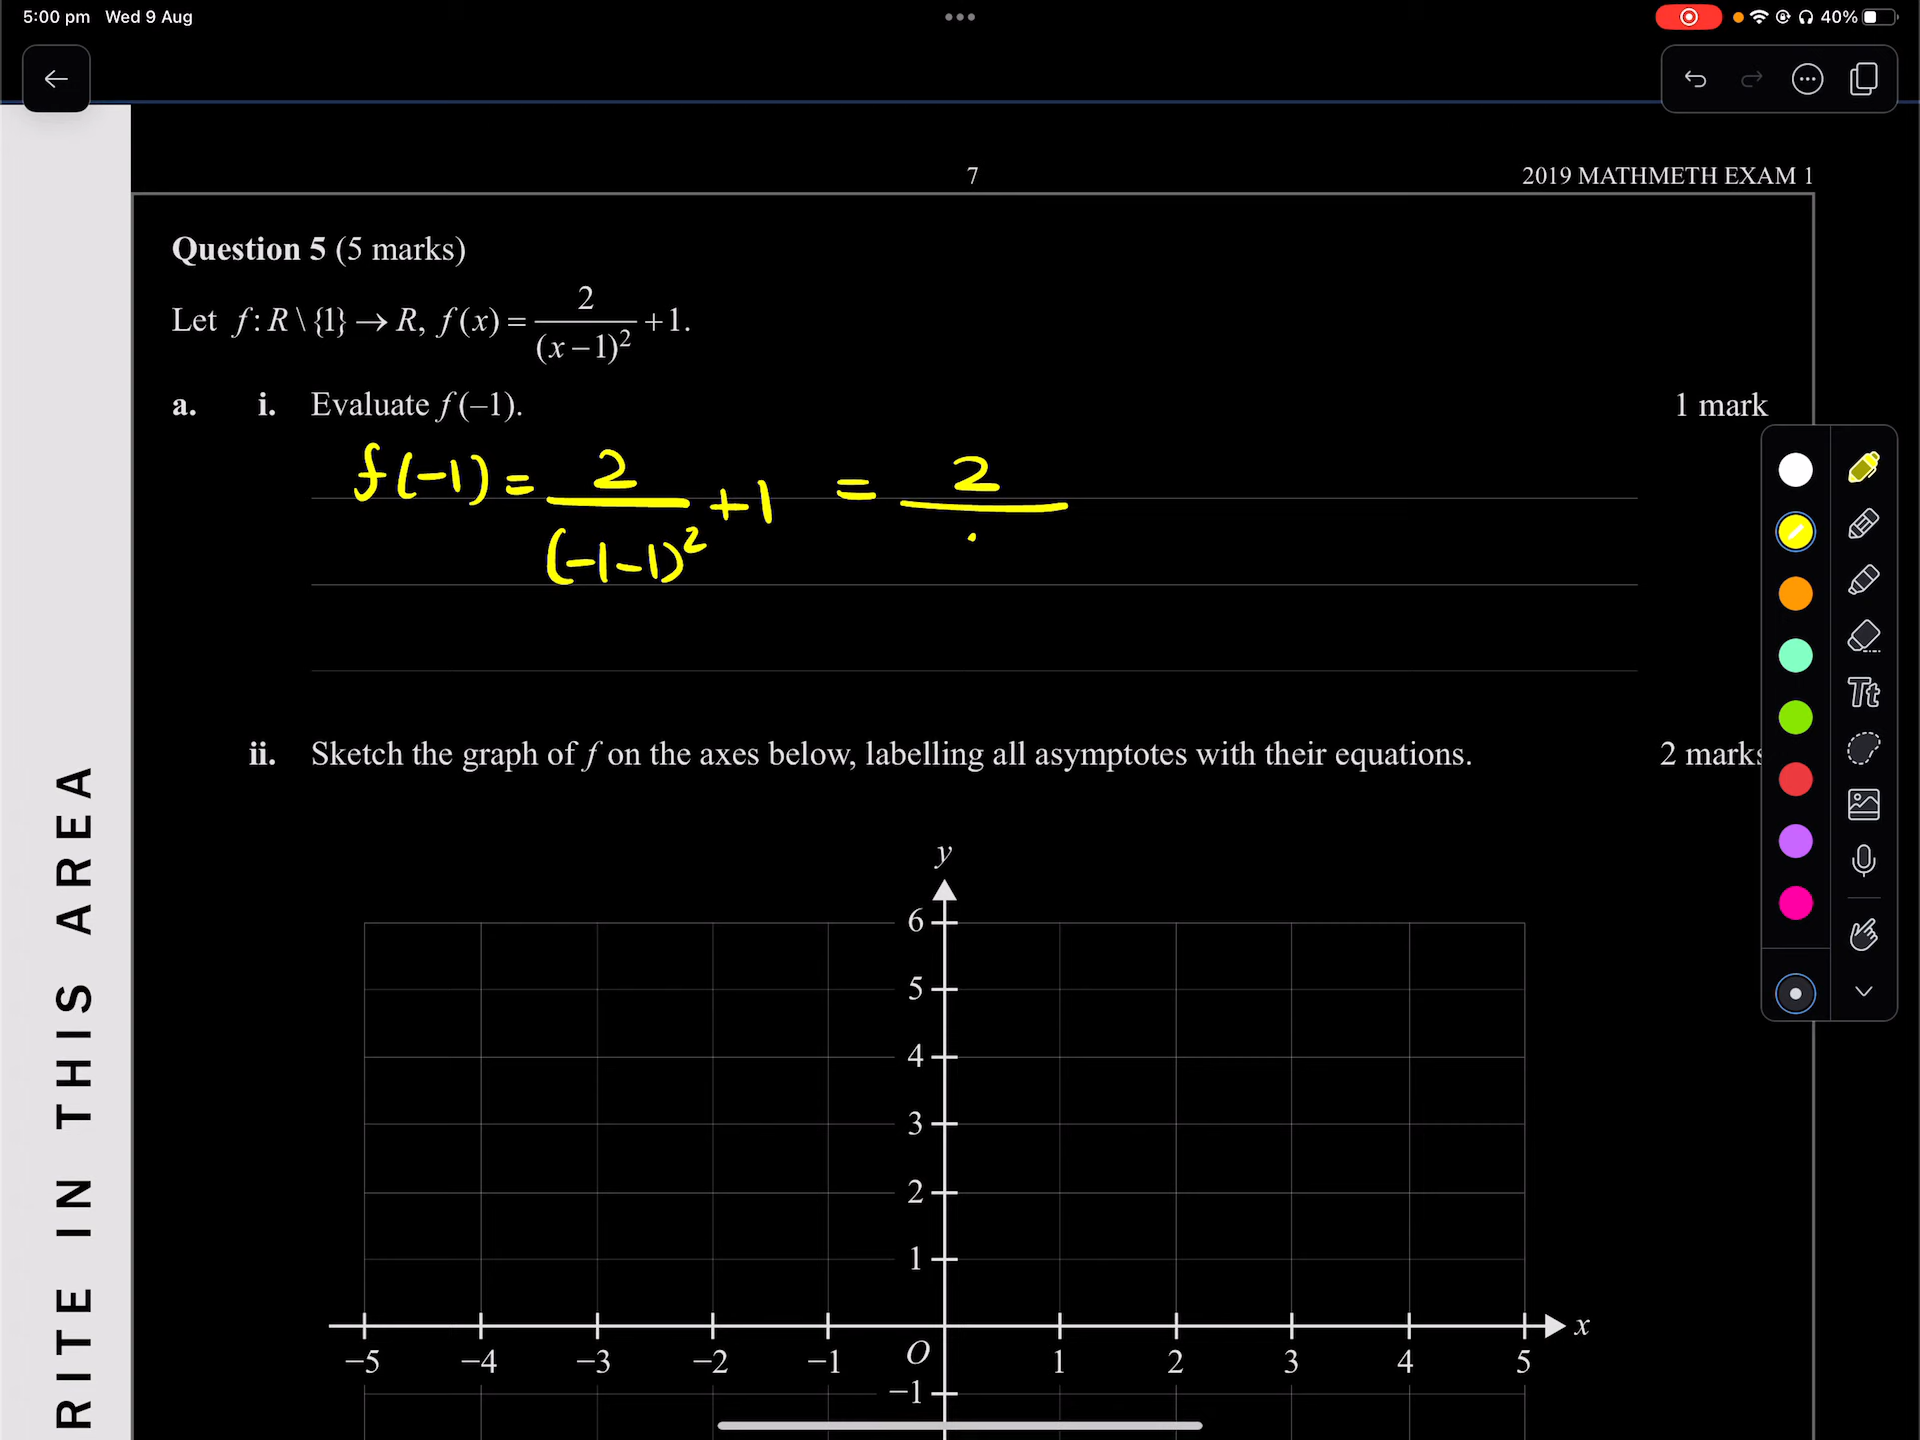 5:00 pm Wed 9 Aug
40%
7
2019 MATHMETH EXAM 1
Question 5 (5 marks)
Let f : R \ {1} → R, f(x) = 2/(x−1)² + 1.
a. i. Evaluate f(–1). 1 mark
f(-1) = 2/(-1-1)² + 1 = 2
ii. Sketch the graph of f on the axes below, labelling all asymptotes with their equations. 2 marks
y
6
5
4
3
2
1
x
−5 −4 −3 −2 −1 O 1 2 3 4 5
−1
RITE IN THIS AREA
Tt